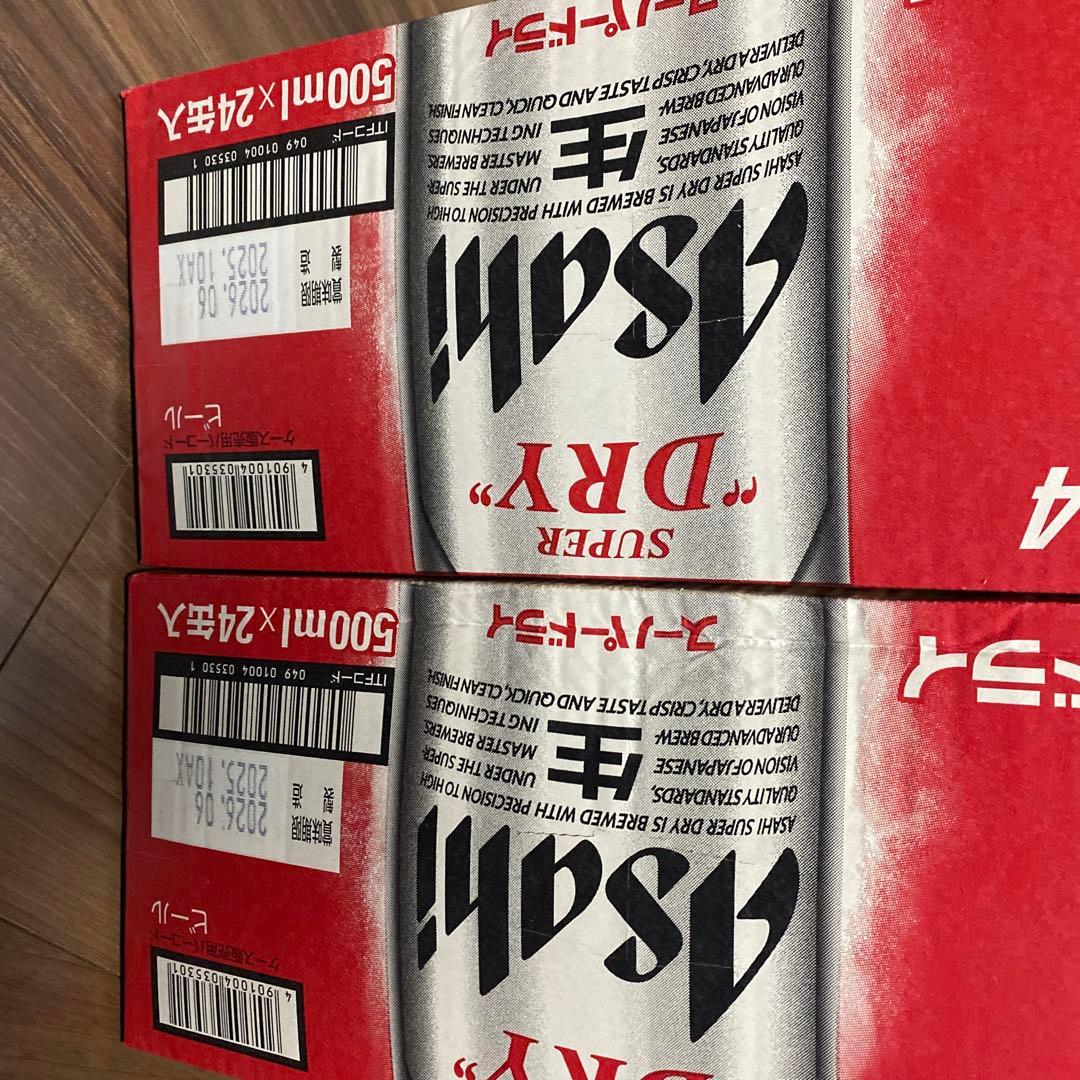 "DRY"
Asahi
ASAHI SUPER DRY IS BREWED WITH PRECISION TO HIGH
QUALITY STANDARDS, UNDER THE SUPER-
VISION OF JAPANESE 生 MASTER BREWERS.
OUR ADVANCED BREW- ING TECHNIQUES
DELIVER A DRY, CRISP TASTE AND QUICK, CLEAN FINISH.
スーパードライ
4 901004 035301
ケース販売用バーコード
ビール
賞味期限 2026.06
製造 2025.10AX
ITFコード 049 01004 03530 1
500ml×24缶入
ドライ
SUPER
"DRY"
Asahi
ASAHI SUPER DRY IS BREWED WITH PRECISION TO HIGH
QUALITY STANDARDS, UNDER THE SUPER-
VISION OF JAPANESE 生 MASTER BREWERS.
OUR ADVANCED BREW- ING TECHNIQUES
DELIVER A DRY, CRISP TASTE AND QUICK, CLEAN FINISH.
スーパードライ
4 901004 035301
ケース販売用バーコード
ビール
賞味期限 2026.06
製造 2025.10AX
ITFコード 049 01004 03530 1
500ml×24缶入
4